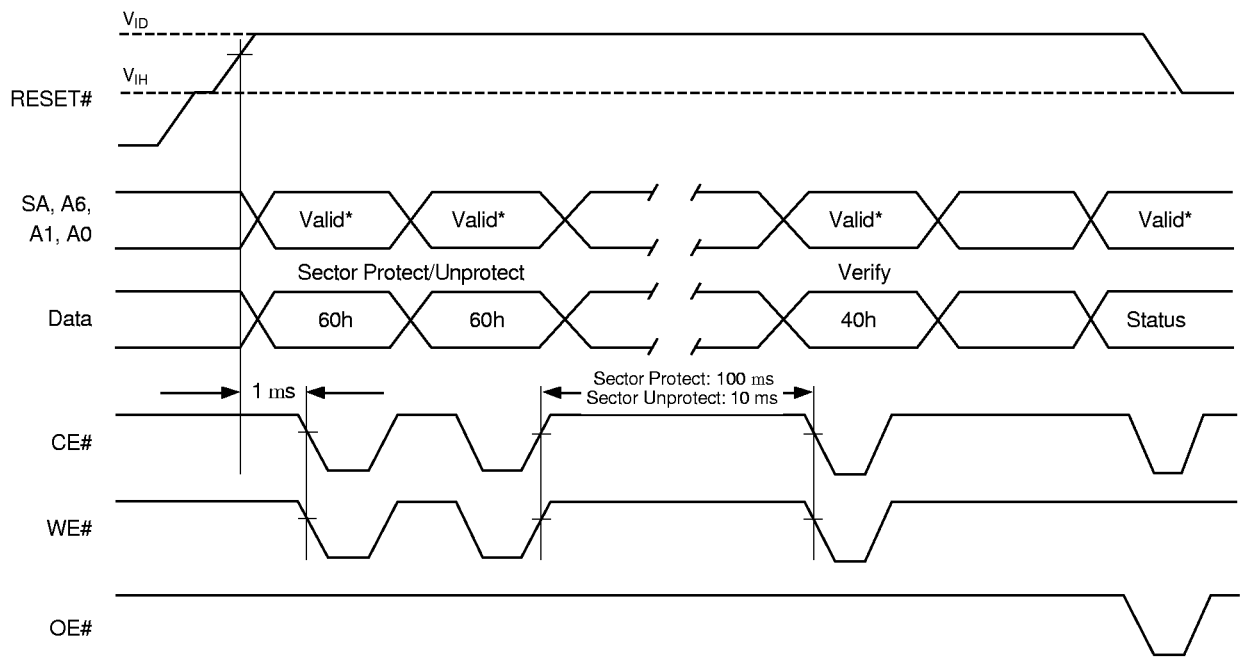 VID
VIH
RESET#
SA, A6,
A1, A0
Valid*
Valid*
Valid*
Valid*
Sector Protect/Unprotect
Verify
Data
60h
60h
40h
Status
1 ms
Sector Protect: 100 ms
Sector Unprotect: 10 ms
CE#
WE#
OE#